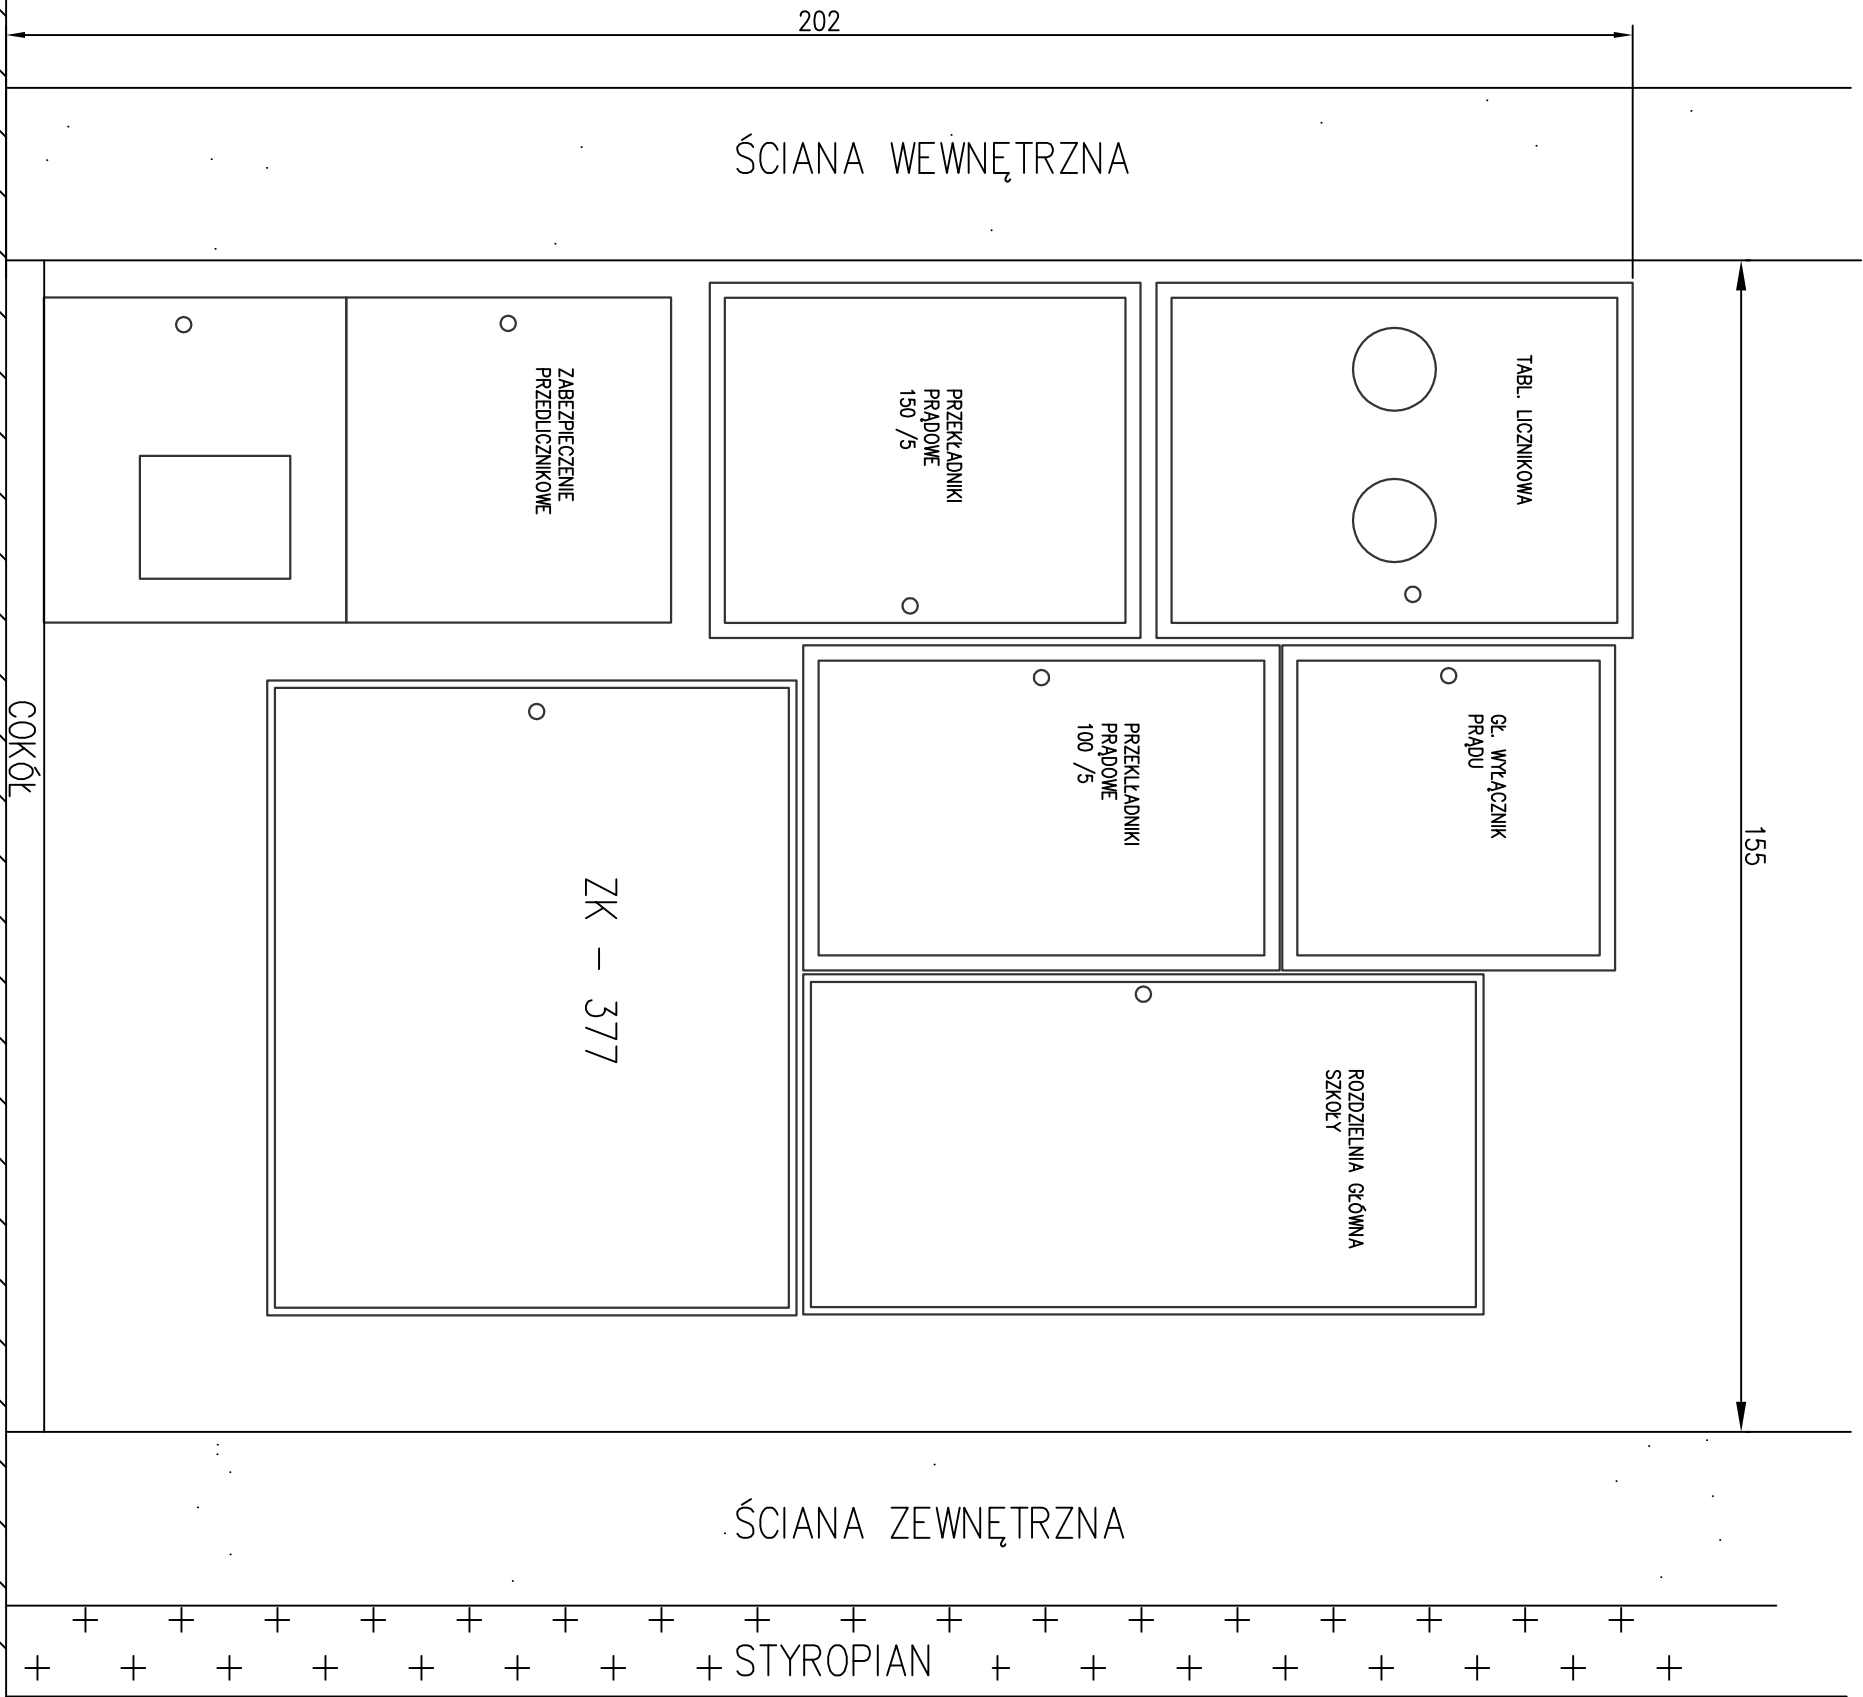 202
ŚCIANA WEWNĘTRZNA
TABL. LICZNIKOWA
PRZEKŁADNIKI
PRĄDOWE
150 /5
ZABEZPIECZENIE
PRZEDLICZNIKOWE
GŁ. WYŁĄCZNIK
PRĄDU
PRZEKLŁADNIKI
PRĄDOWE
100 /5
COKÓŁ
155
ZK - 377
ROZDZIELNIA GŁÓWNA
SZKOŁY
ŚCIANA ZEWNĘTRZNA
STYROPIAN